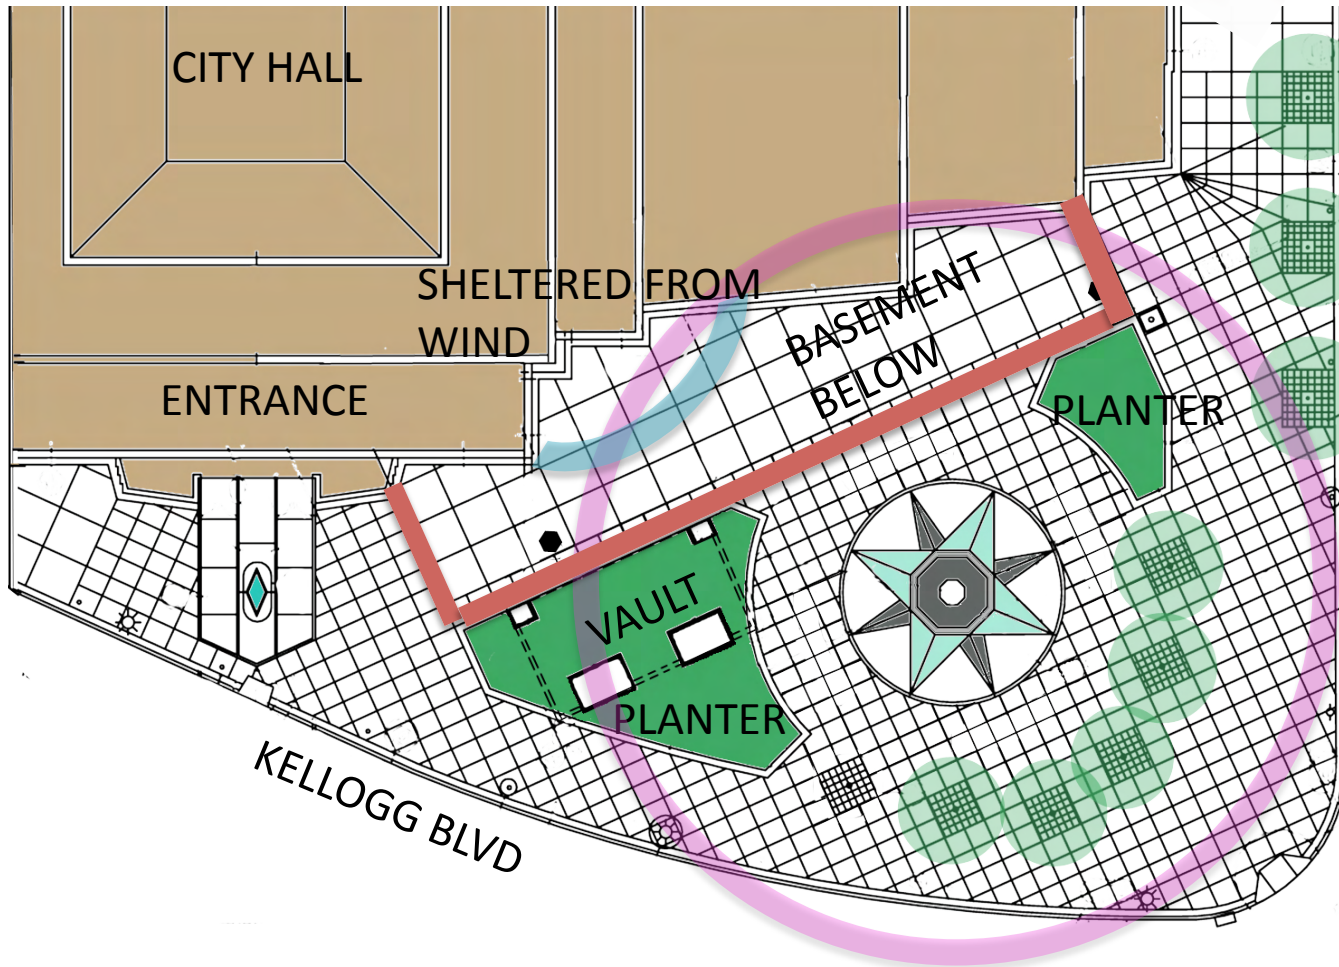 CITY HALL
SHELTERED FROM
WIND
BASEMENT
BELOW
ENTRANCE
PLANTER
VAULT
PLANTER
KELLOGG BLVD